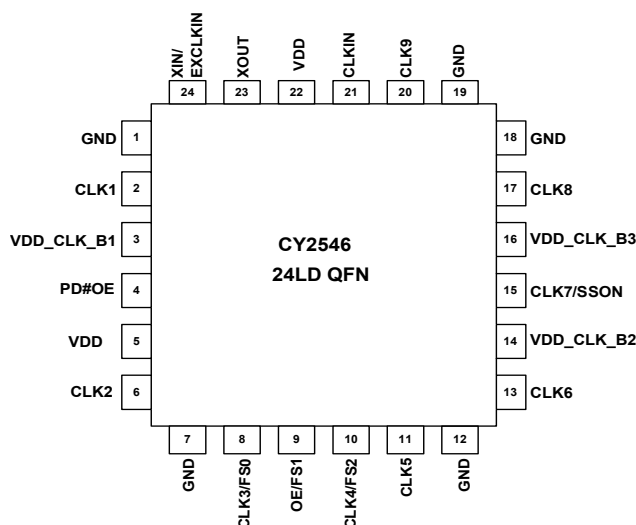 XIN/
EXCLKIN
XOUT
VDD
CLKIN
CLK9
GND
24
23
22
21
20
19
GND
1
18
GND
CLK1
2
17
CLK8
VDD_CLK_B1
3
16
VDD_CLK_B3
CY2546
24LD QFN
PD#OE
4
15
CLK7/SSON
VDD
5
14
VDD_CLK_B2
CLK2
6
13
CLK6
7
8
9
10
11
12
GND
CLK3/FS0
OE/FS1
CLK4/FS2
CLK5
GND